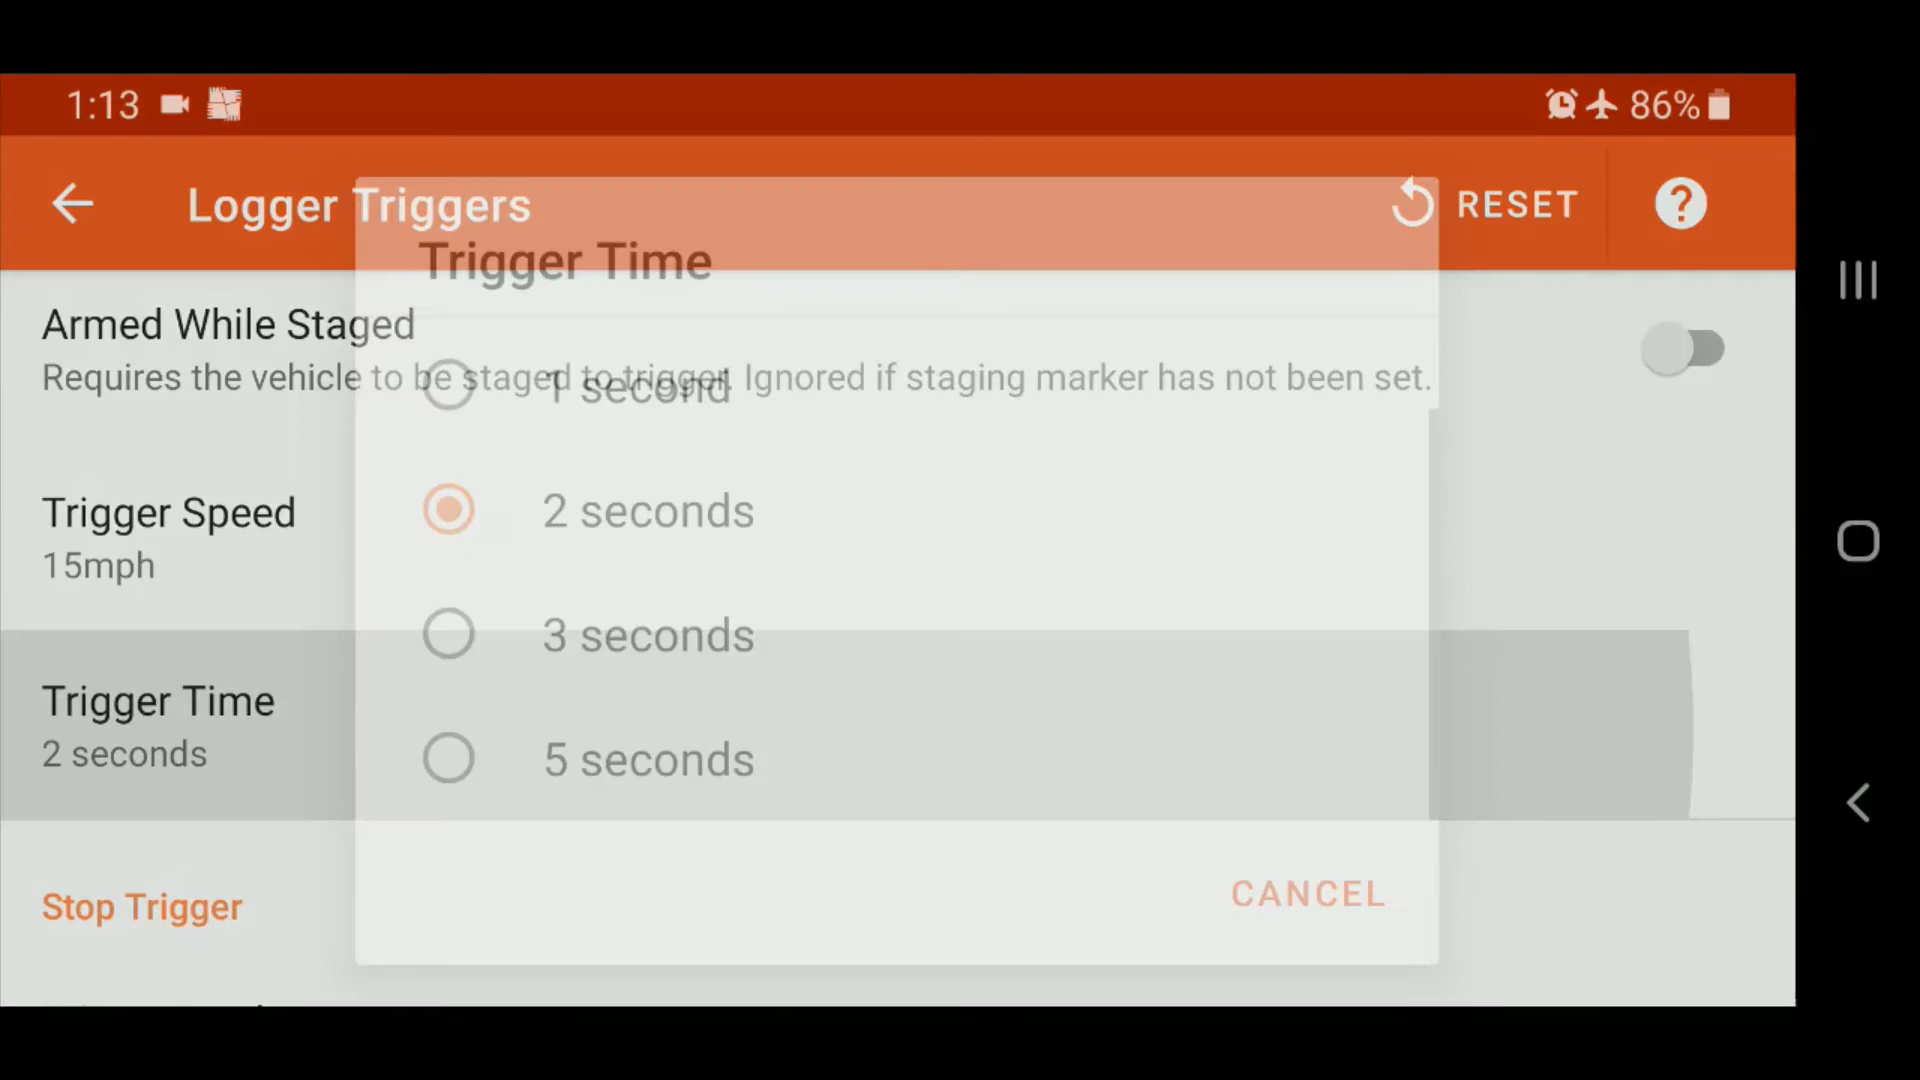 1:13
86%
Logger Triggers
RESET
Trigger Time
Armed While Staged
Requires the vehicle to be staged to trigger. Ignored if staging marker has not been set.
1 second
Trigger Speed
15mph
2 seconds
3 seconds
Trigger Time
2 seconds
5 seconds
CANCEL
Stop Trigger